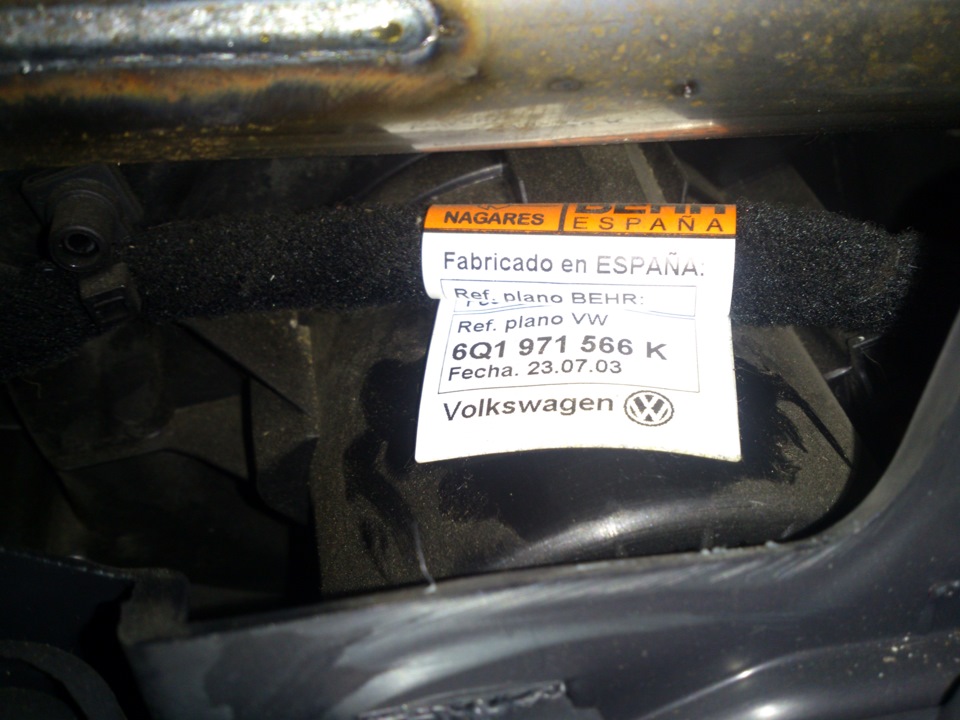 NAGARES BEHR
ESPAÑA
Fabricado en ESPAÑA:
Ref. plano BEHR:
Ref. plano VW
6Q1 971 566 K
Fecha. 23.07.03
Volkswagen